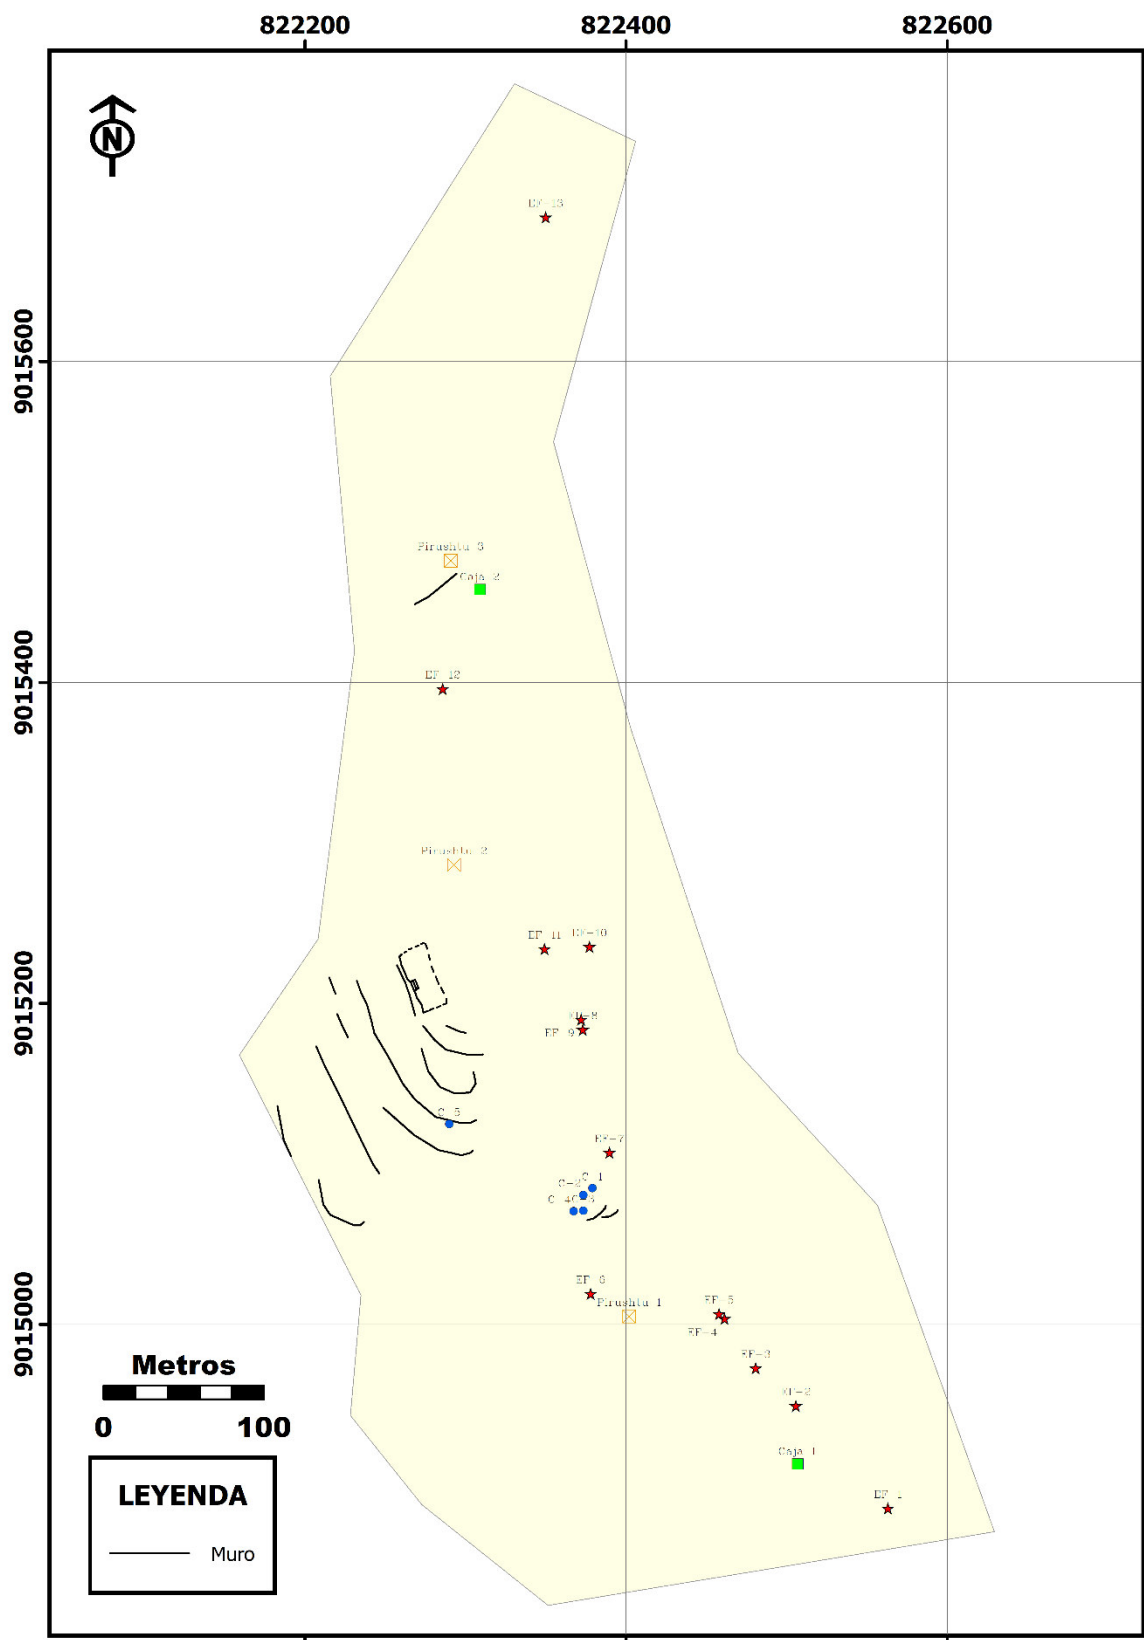 822200 822400 822600
N
EF-13
9015600
Pirushtu 3
Caja 2
9015400
EF 12
Pirushtu 2
EF 11 EF-10
9015200
EF-8
EF 9
C 5
EF-7
C 1
C-2
C 4 C 3
EF 6
Pirushtu 1
EF-5
9015000
EF-4
EF-3
Metros
EF-2
0 100
Caja 1
LEYENDA
EF 1
Muro